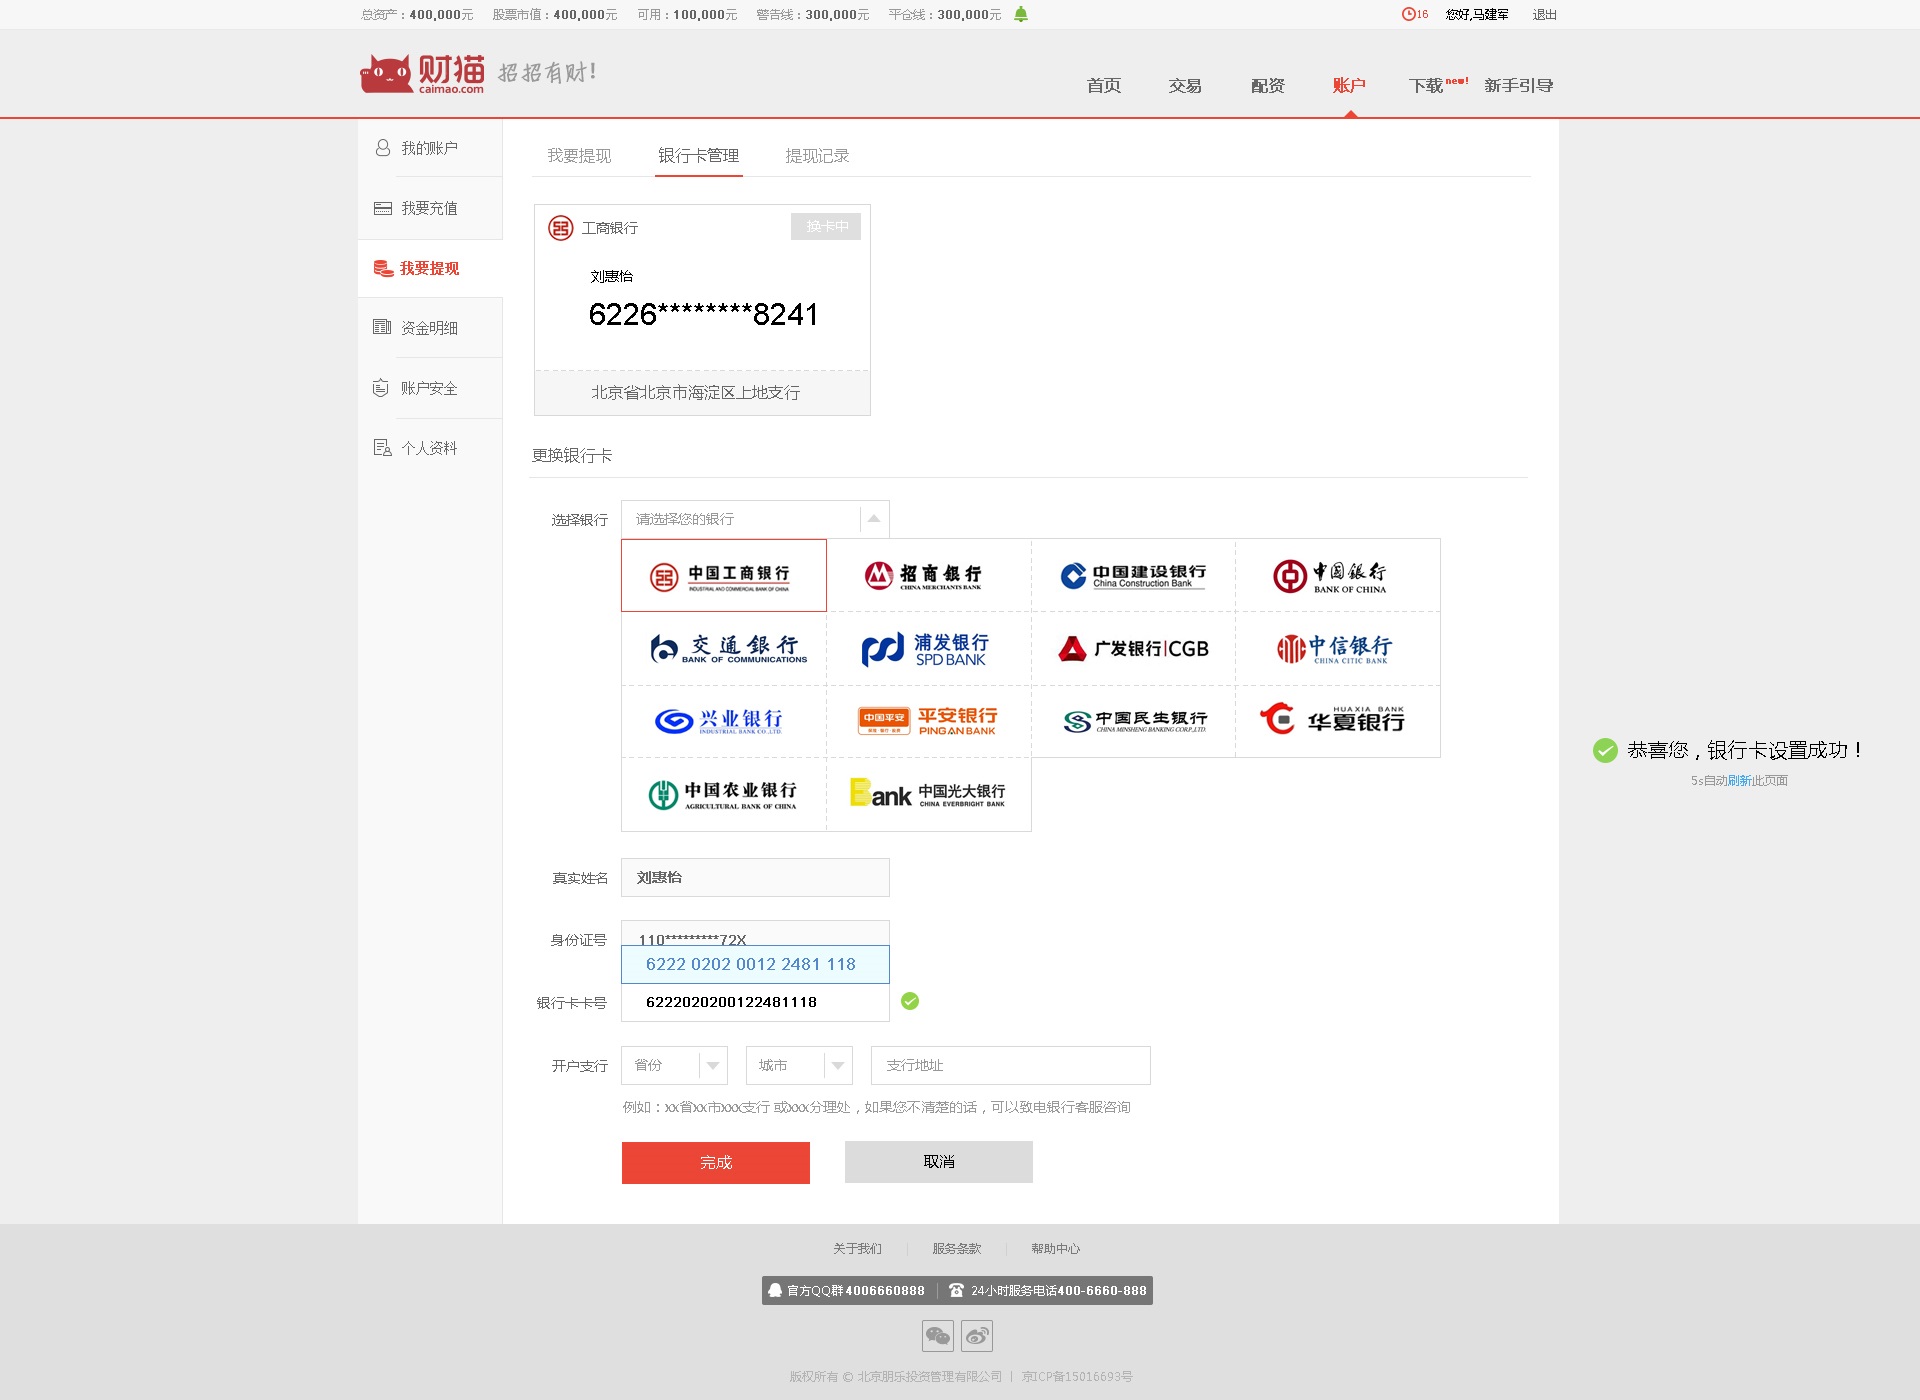 总资产：400,000元 股票市值：400,000元 可用：100,000元 警告线：300,000元 平仓线：300,000元 16 您好,马建军 退出
财猫 caimao.com 招招有财!
首页 交易 配资 账户 下载 new! 新手引导
我的账户
我要充值
我要提现
资金明细
账户安全
个人资料
我要提现 银行卡管理 提现记录
工商银行 换卡中
刘惠怡
6226********8241
北京省北京市海淀区上地支行
更换银行卡
选择银行 请选择您的银行
中国工商银行 INDUSTRIAL AND COMMERCIAL BANK OF CHINA
招商银行 CHINA MERCHANTS BANK
中国建设银行 China Construction Bank
中国银行 BANK OF CHINA
交通銀行 BANK OF COMMUNICATIONS
浦发银行 SPD BANK
广发银行|CGB
中信银行 CHINA CITIC BANK
兴业银行 INDUSTRIAL BANK CO.,LTD.
中国平安 平安银行 PINGAN BANK
中国民生银行 CHINA MINSHENG BANKING CORP.,LTD.
HUAXIA BANK 华夏银行
中国农业银行 AGRICULTURAL BANK OF CHINA
Bank 中国光大银行 CHINA EVERBRIGHT BANK
恭喜您，银行卡设置成功！
5s自动刷新此页面
真实姓名 刘惠怡
身份证号 110*********72X
6222 0202 0012 2481 118
银行卡卡号 6222020200122481118
开户支行 省份 城市 支行地址
例如：xx省xx市xxx支行 或xxx分理处，如果您不清楚的话，可以致电银行客服咨询
完成 取消
关于我们 服务条款 帮助中心
官方QQ群4006660888 24小时服务电话400-6660-888
版权所有 © 北京朋乐投资管理有限公司 | 京ICP备15016693号